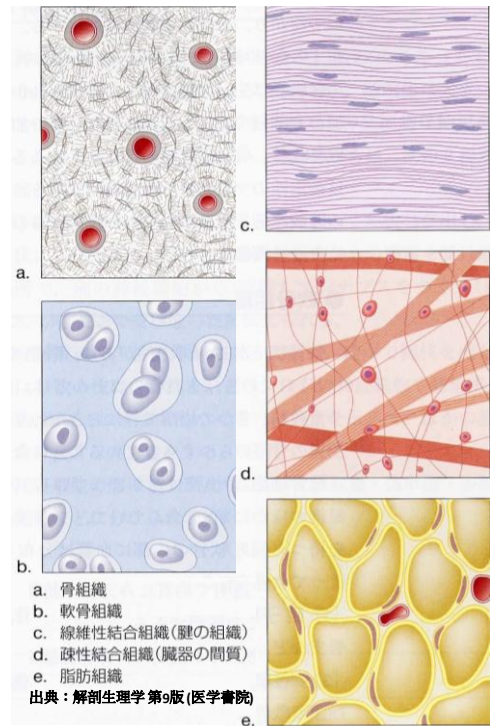 a.
b.
c.
d.
e.
a. 骨組織
b. 軟骨組織
c. 線維性結合組織(腱の組織)
d. 疎性結合組織(臓器の間質)
e. 脂肪組織
出典：解剖生理学 第9版 (医学書院)